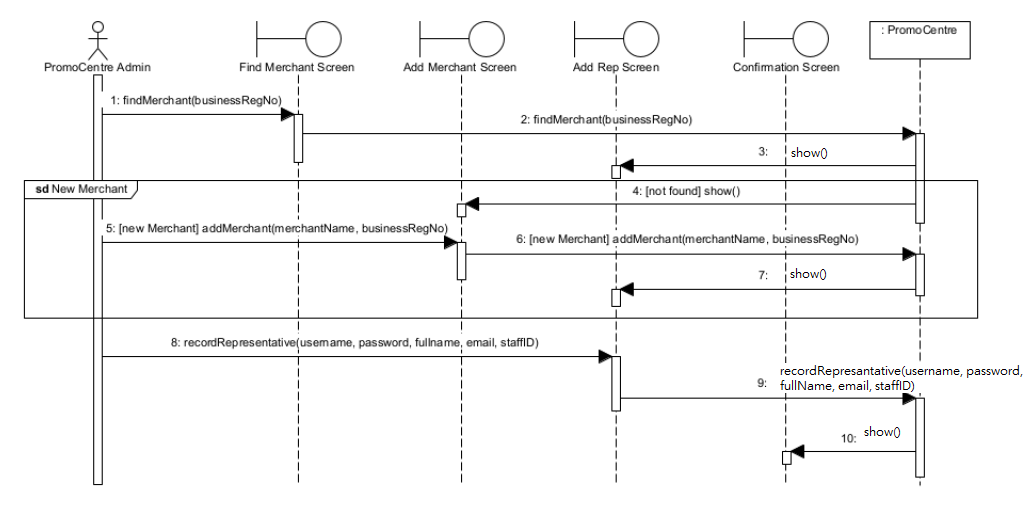 : PromoCentre
PromoCentre Admin
Find Merchant Screen
Add Merchant Screen
Add Rep Screen
Confirmation Screen
1: findMerchant(businessRegNo)
2: findMerchant(businessRegNo)
3: show()
sd New Merchant
4: [not found] show()
5: [new Merchant] addMerchant(merchantName, businessRegNo)
6: [new Merchant] addMerchant(merchantName, businessRegNo)
7: show()
8: recordRepresentative(username, password, fullname, email, staffID)
recordRepresantative(username, password,
9: fullName, email, staffID)
10: show()